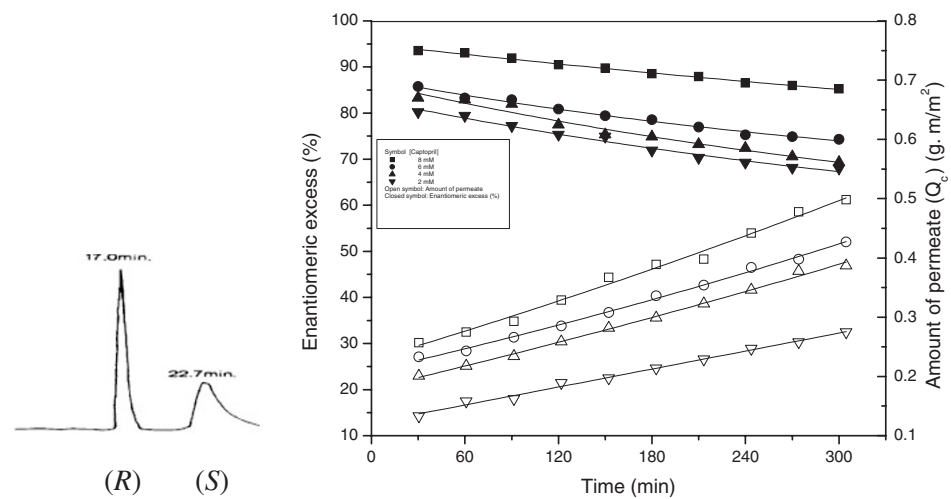 17.0min.
22.7min.
(R) (S)
Enantiomeric excess (%)
100
90
80
70
60
50
40
30
20
10
Symbol [Captopril]
8 mM
6 mM
4 mM
2 mM
Open symbol: Amount of permeate
Closed symbol: Enantiomeric excess (%)
0.8
0.7
0.6
0.5
0.4
0.3
0.2
0.1
Amount of permeate (Qc) (g. m/m²)
0 60 120 180 240 300
Time (min)